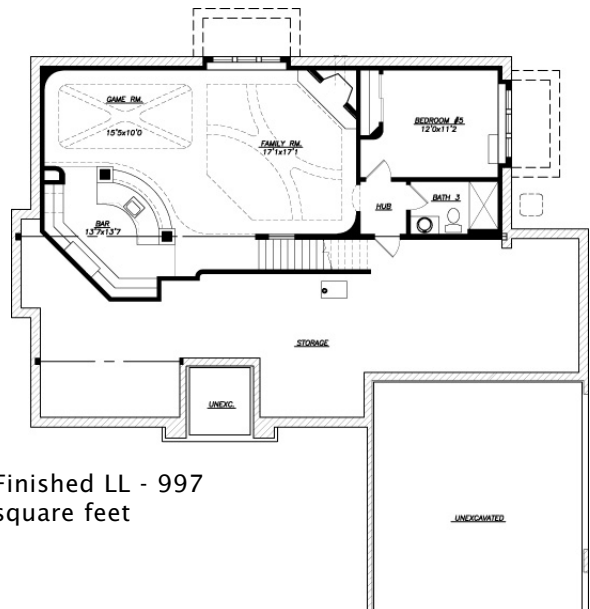 GAME RM.
15'5x10'0
FAMILY RM.
17'1x17'1
BEDROOM #5
12'0x11'2
BAR
13'7x13'7
HUB
BATH 3
STORAGE
UNEXC.
UNEXCAVATED
Finished LL - 997
square feet